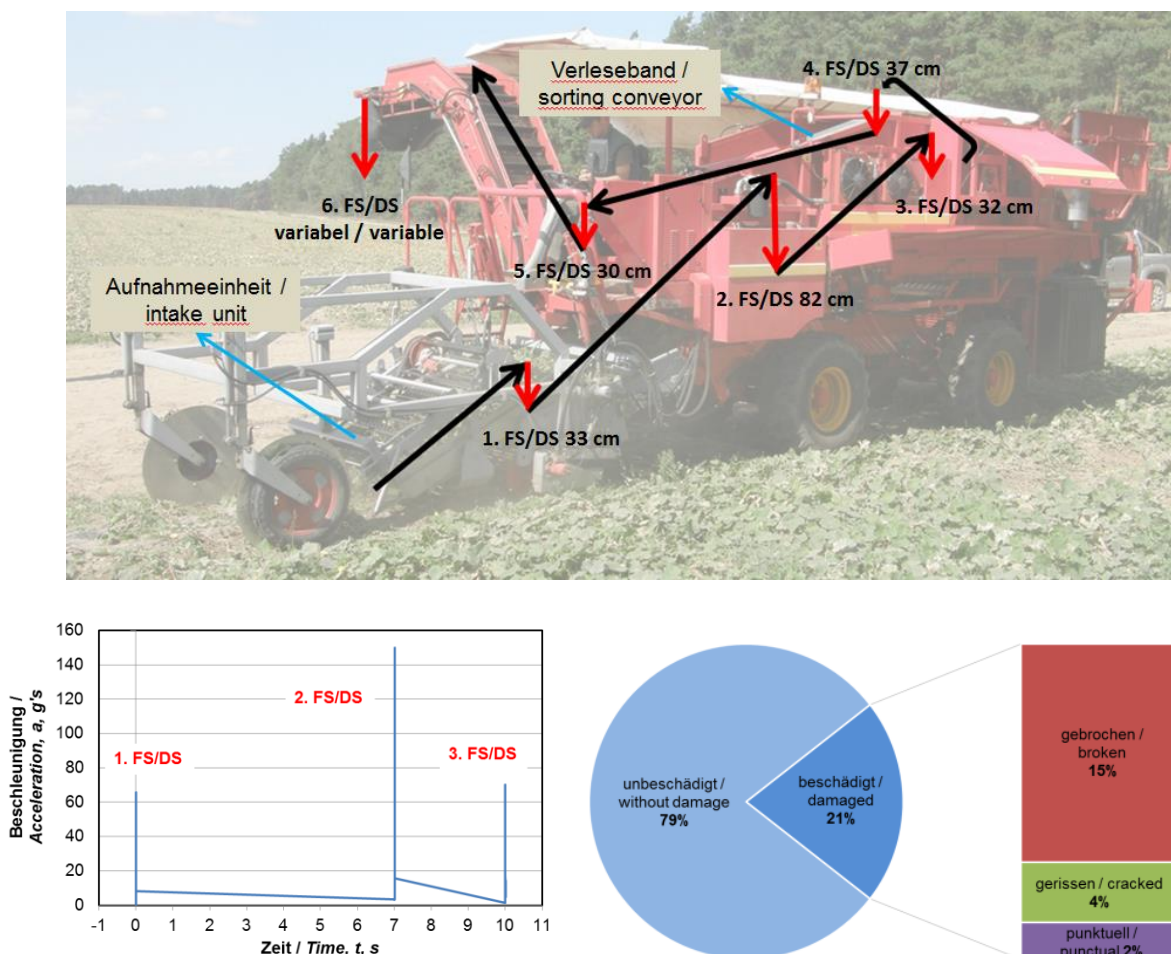 Verleseband /
sorting conveyor
4. FS/DS 37 cm
6. FS/DS
variabel / variable
3. FS/DS 32 cm
5. FS/DS 30 cm
2. FS/DS 82 cm
Aufnahmeeinheit /
intake unit
1. FS/DS 33 cm
Beschleunigung /
Acceleration, a, g's
160
140
120
100
80
60
40
20
0
1. FS/DS
2. FS/DS
3. FS/DS
-1 0 1 2 3 4 5 6 7 8 9 10 11
Zeit / Time, t, s
unbeschädigt /
without damage
79%
beschädigt /
damaged
21%
gebrochen /
broken
15%
gerissen / cracked
4%
punktuell /
punctual 2%